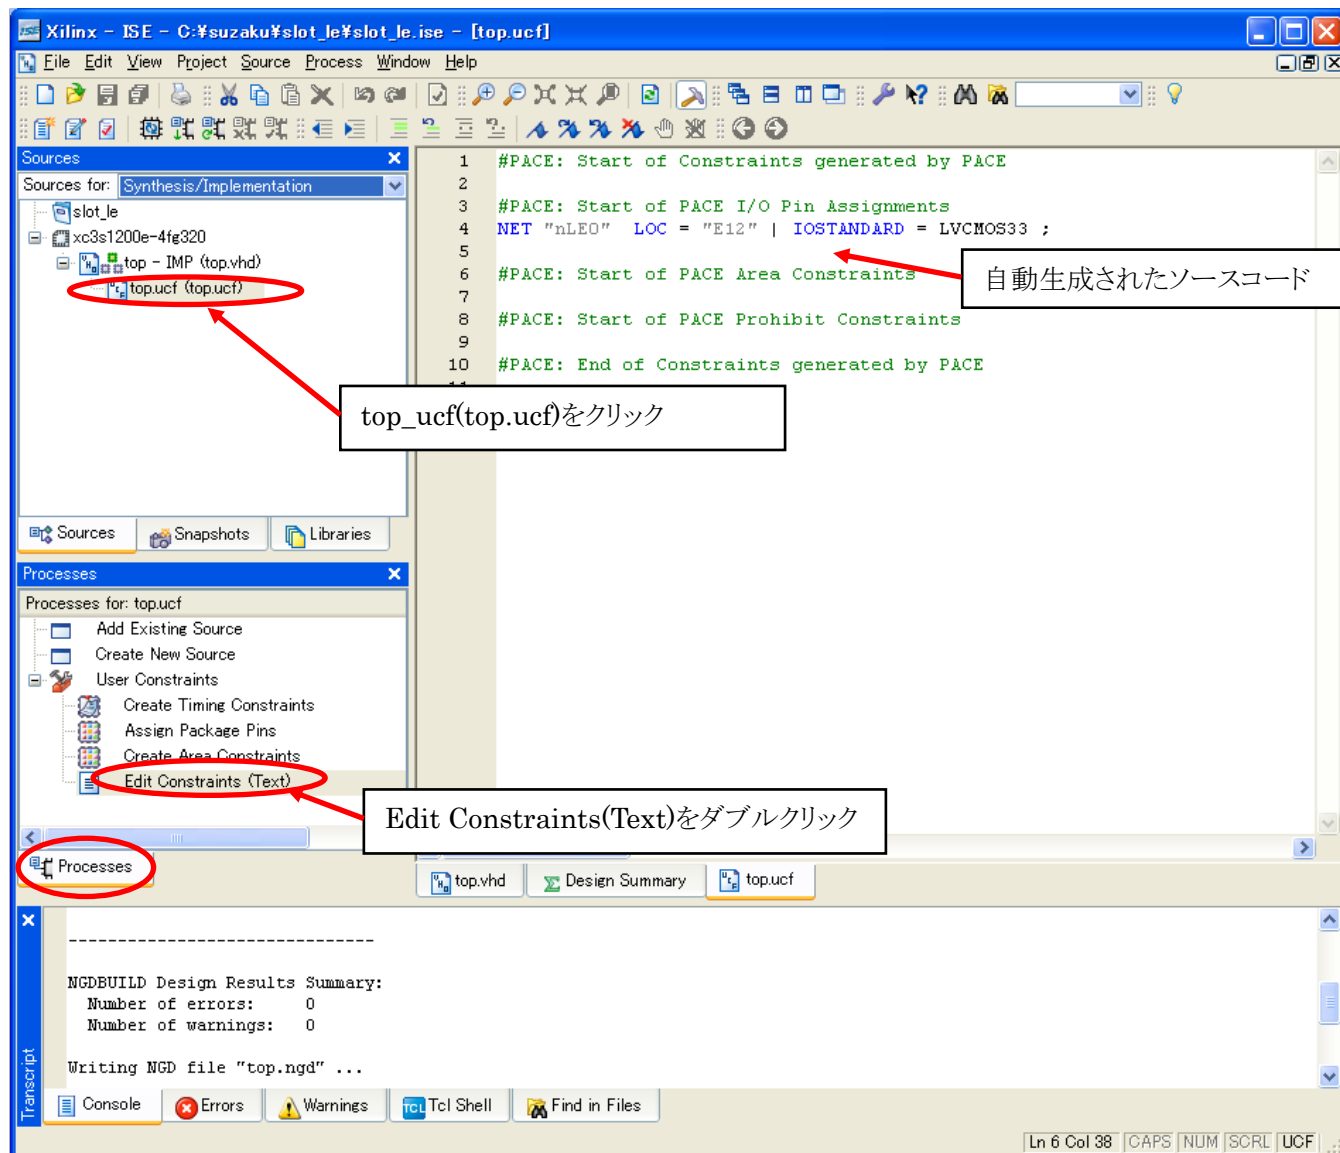 Xilinx - ISE - C:¥suzaku¥slot_le¥slot_le.ise - [top.ucf]
File Edit View Project Source Process Window Help
Sources
Sources for: Synthesis/Implementation
slot_le
xc3s1200e-4fg320
top - IMP (top.vhd)
top.ucf (top.ucf)
Sources Snapshots Libraries
1 #PACE: Start of Constraints generated by PACE
2
3 #PACE: Start of PACE I/O Pin Assignments
4 NET "nLE0" LOC = "E12" | IOSTANDARD = LVCMOS33 ;
5
6 #PACE: Start of PACE Area Constraints
7
8 #PACE: Start of PACE Prohibit Constraints
9
10 #PACE: End of Constraints generated by PACE
自動生成されたソースコード
top_ucf(top.ucf)をクリック
Processes
Processes for: top.ucf
Add Existing Source
Create New Source
User Constraints
Create Timing Constraints
Assign Package Pins
Create Area Constraints
Edit Constraints (Text)
Edit Constraints(Text)をダブルクリック
Processes
top.vhd Design Summary top.ucf
Transcript
------------------------------
NGDBUILD Design Results Summary:
Number of errors: 0
Number of warnings: 0
Writing NGD file "top.ngd" ...
Console Errors Warnings Tcl Shell Find in Files
Ln 6 Col 38 CAPS NUM SCRL UCF